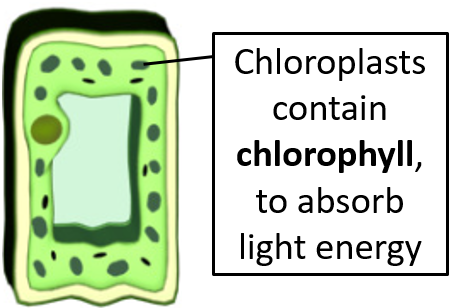 Chloroplasts
contain
chlorophyll,
to absorb
light energy